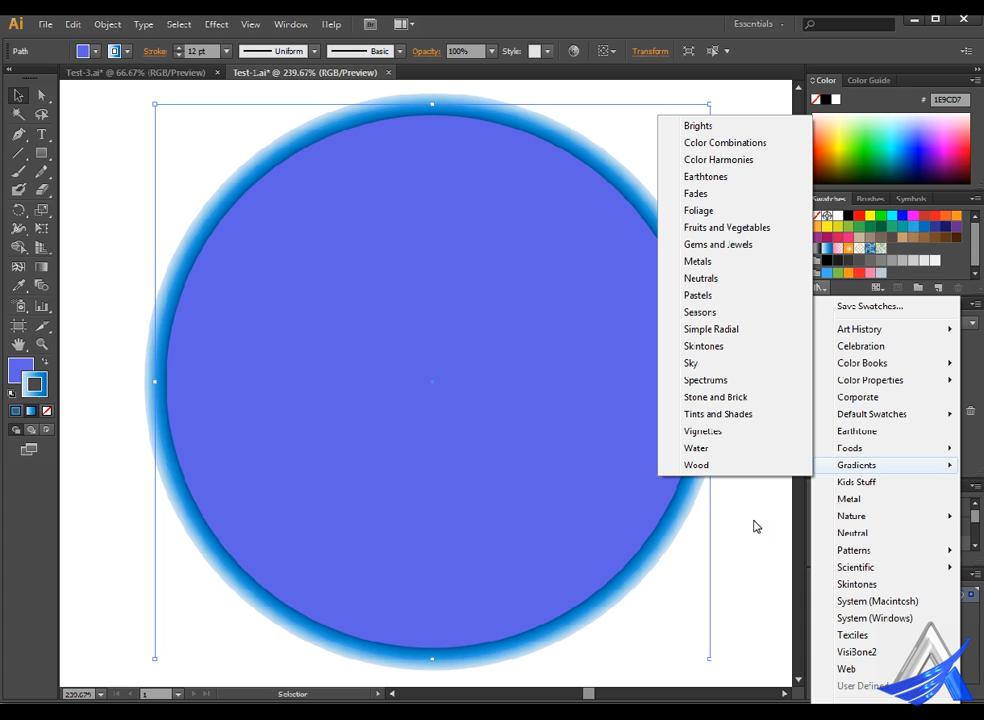 Ai File Edit Object Type Select Effect View Window Help Br Essentials
Path Stroke: 12 pt Uniform Basic Opacity: 100% Style: Transform
Test-3.ai* @ 66.67% (RGB/Preview) × Test-1.ai* @ 239.67% (RGB/Preview) ×
Color Color Guide
# 1E9CD7
Swatches Brushes Symbols
Brights
Color Combinations
Color Harmonies
Earthtones
Fades
Foliage
Fruits and Vegetables
Gems and Jewels
Metals
Neutrals
Pastels
Seasons
Simple Radial
Skintones
Sky
Spectrums
Stone and Brick
Tints and Shades
Vignettes
Water
Wood
Save Swatches...
Art History
Celebration
Color Books
Color Properties
Corporate
Default Swatches
Earthtone
Foods
Gradients
Kids Stuff
Metal
Nature
Neutral
Patterns
Scientific
Skintones
System (Macintosh)
System (Windows)
Textiles
VisiBone2
Web
User Defined
239.67% 1 Selection